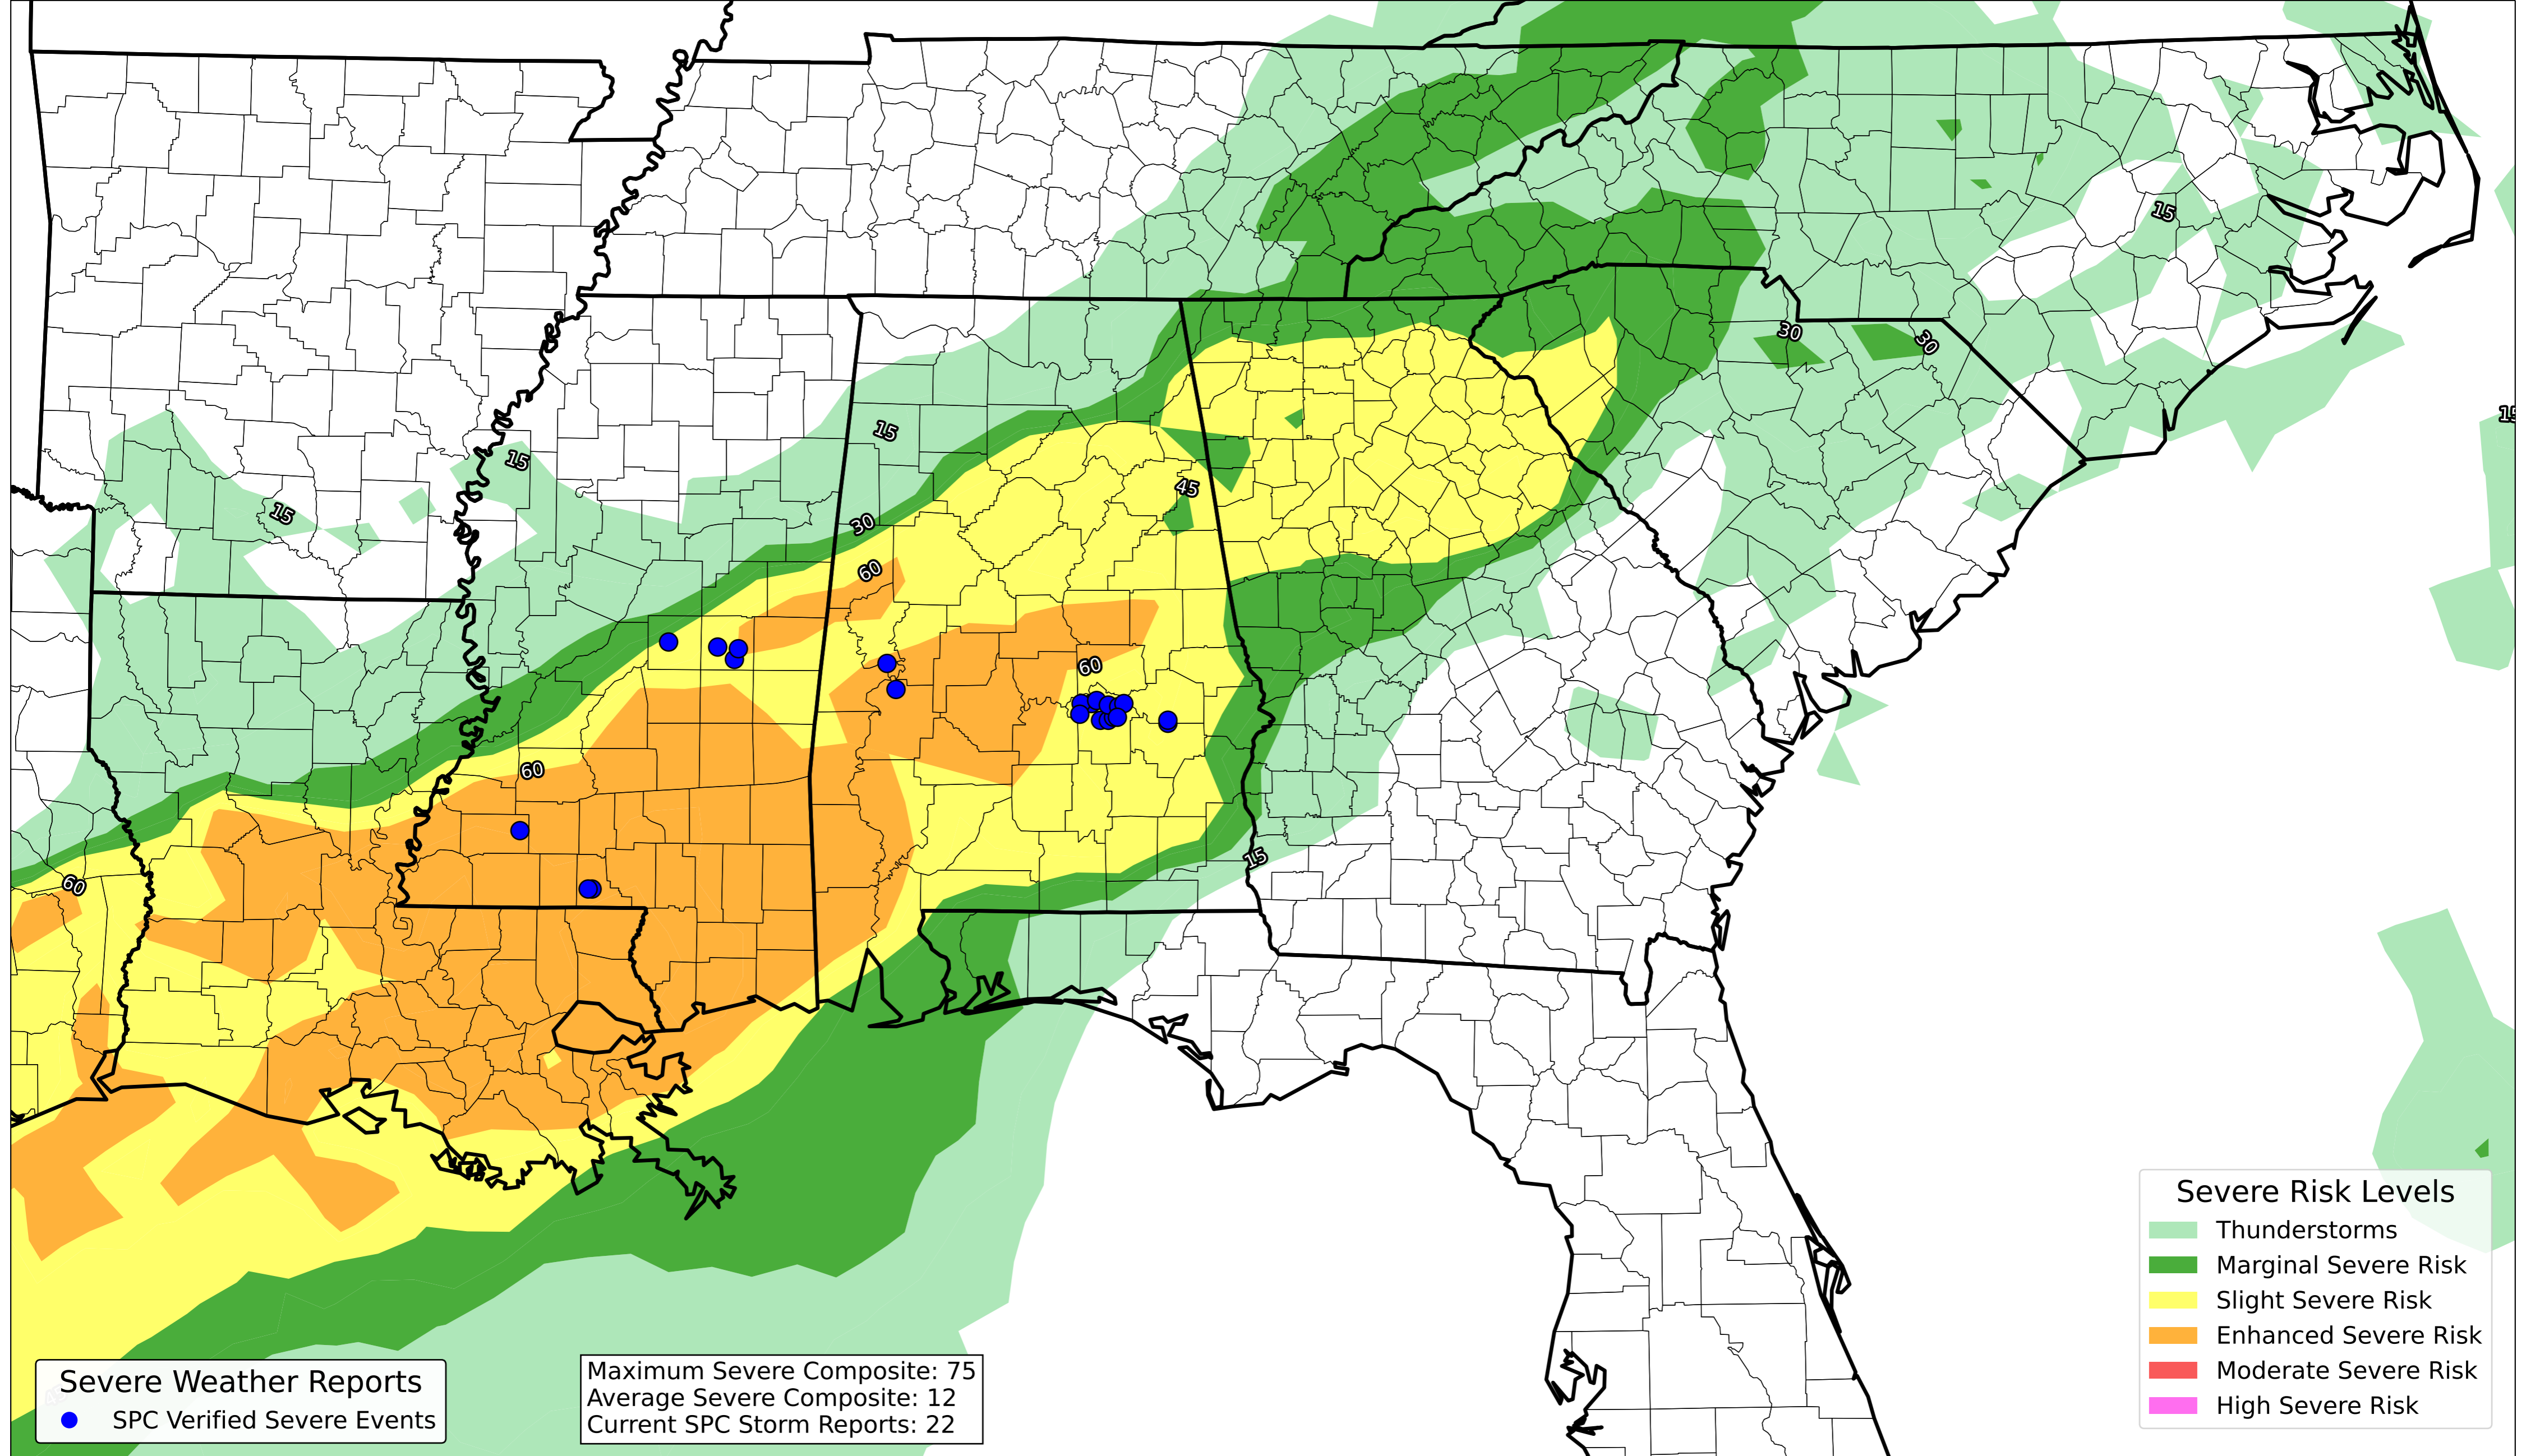 15
30
30
15
15
15
15
45
30
60
60
60
15
60
Severe Risk Levels
Thunderstorms
Marginal Severe Risk
Slight Severe Risk
Enhanced Severe Risk
Moderate Severe Risk
High Severe Risk
Severe Weather Reports
SPC Verified Severe Events
Maximum Severe Composite: 75
Average Severe Composite: 12
Current SPC Storm Reports: 22